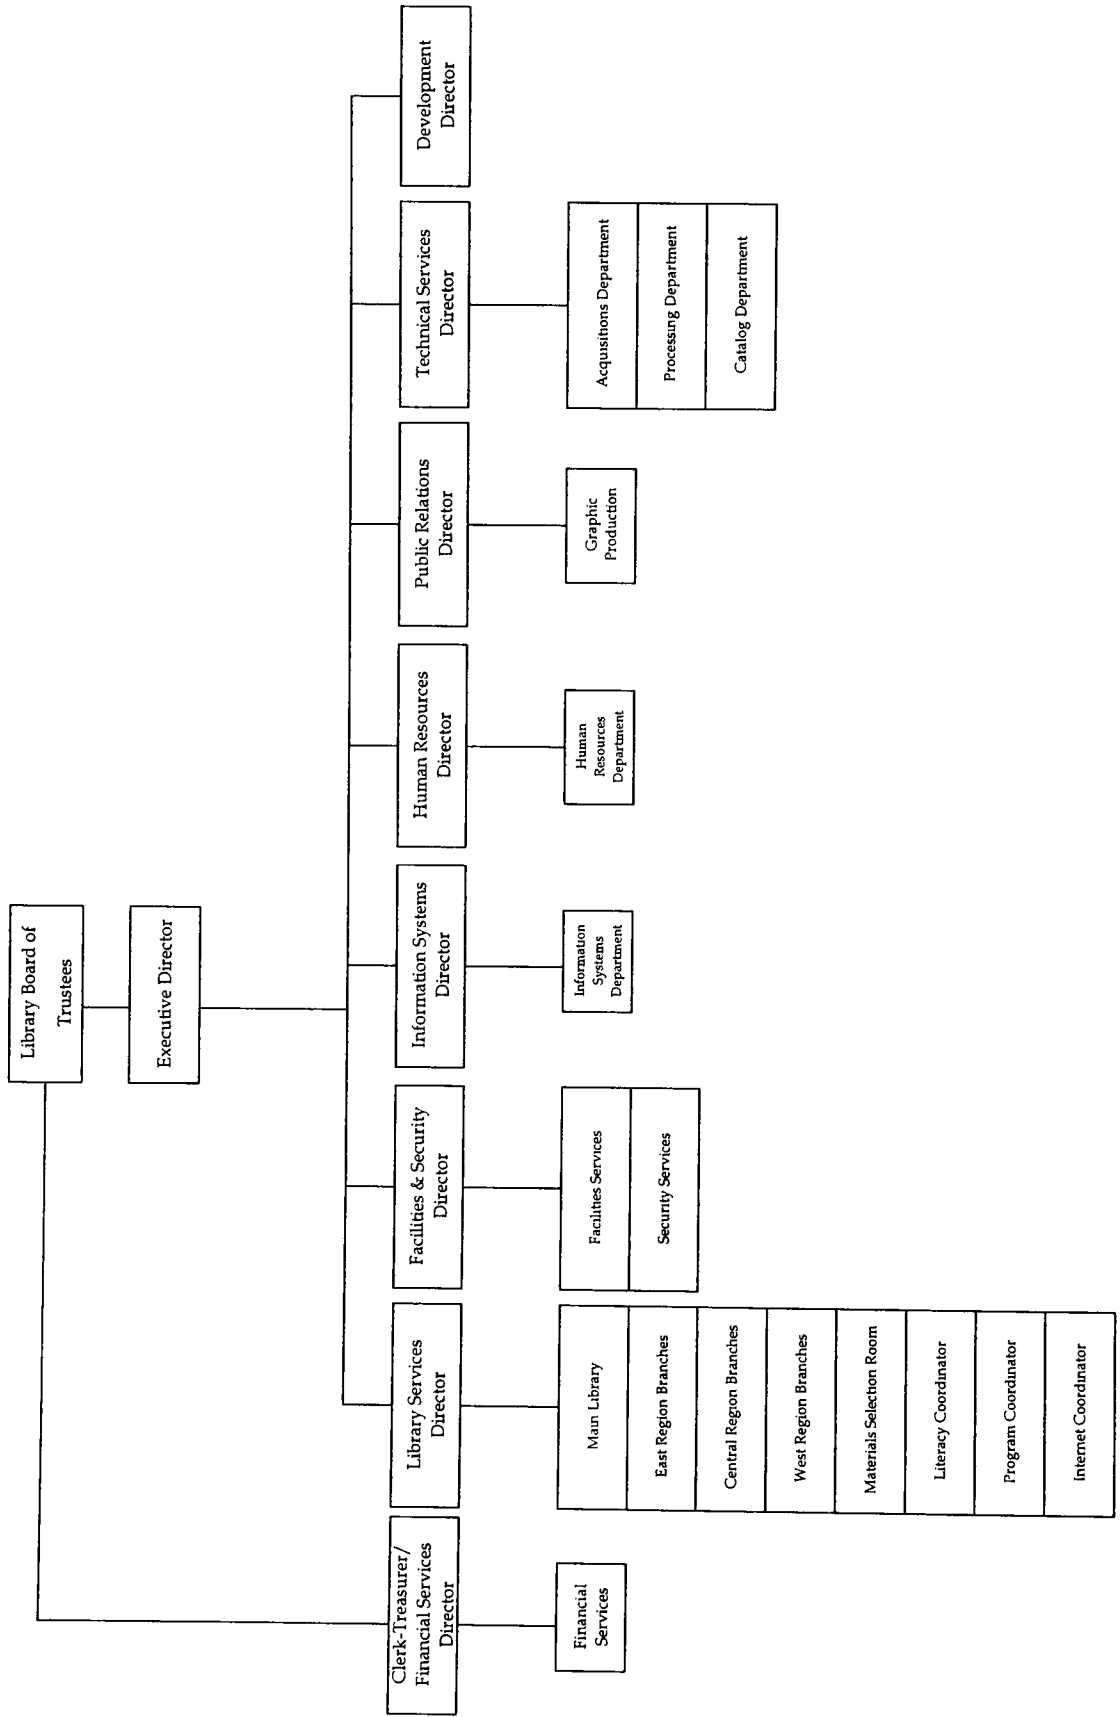 Library Board of
Trustees
Executive Director
Clerk-Treasurer/
Financial Services
Director
Library Services
Director
Facilities & Security
Director
Information Systems
Director
Human Resources
Director
Public Relations
Director
Technical Services
Director
Development
Director
Financial
Services
Main Library
East Region Branches
Central Region Branches
West Region Branches
Materials Selection Room
Literacy Coordinator
Program Coordinator
Internet Coordinator
Facilities Services
Security Services
Information
Systems
Department
Human
Resources
Department
Graphic
Production
Acquisitions Department
Processing Department
Catalog Department